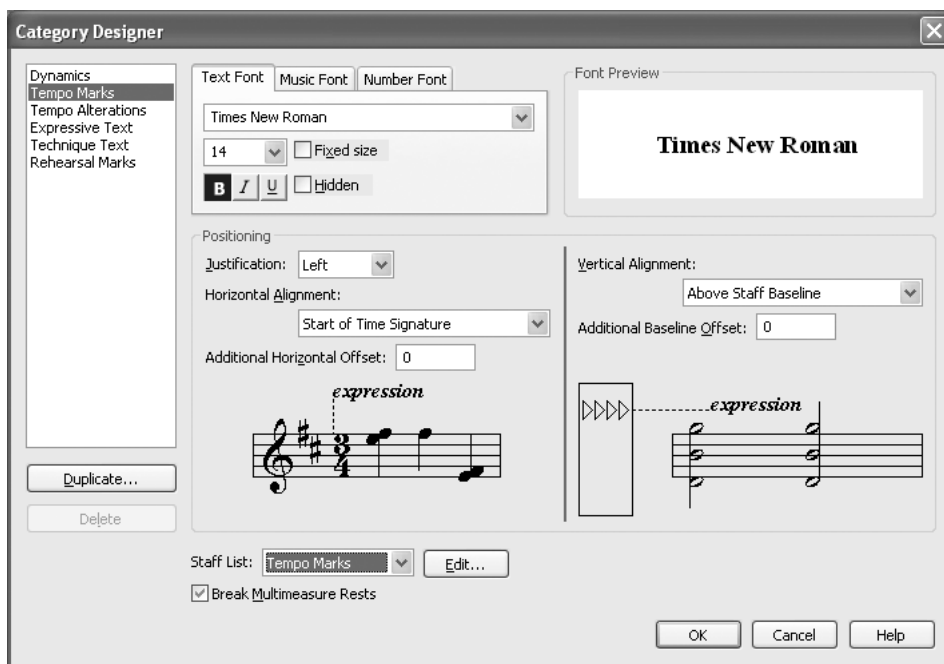 Category Designer
Dynamics
Tempo Marks
Tempo Alterations
Expressive Text
Technique Text
Rehearsal Marks
Duplicate...
Delete
Text Font
Music Font
Number Font
Times New Roman
14
Fixed size
B I U
Hidden
Font Preview
Times New Roman
Positioning
Justification: Left
Horizontal Alignment:
Start of Time Signature
Additional Horizontal Offset: 0
expression
3
4
Vertical Alignment:
Above Staff Baseline
Additional Baseline Offset: 0
expression
Staff List: Tempo Marks Edit...
Break Multimeasure Rests
OK Cancel Help